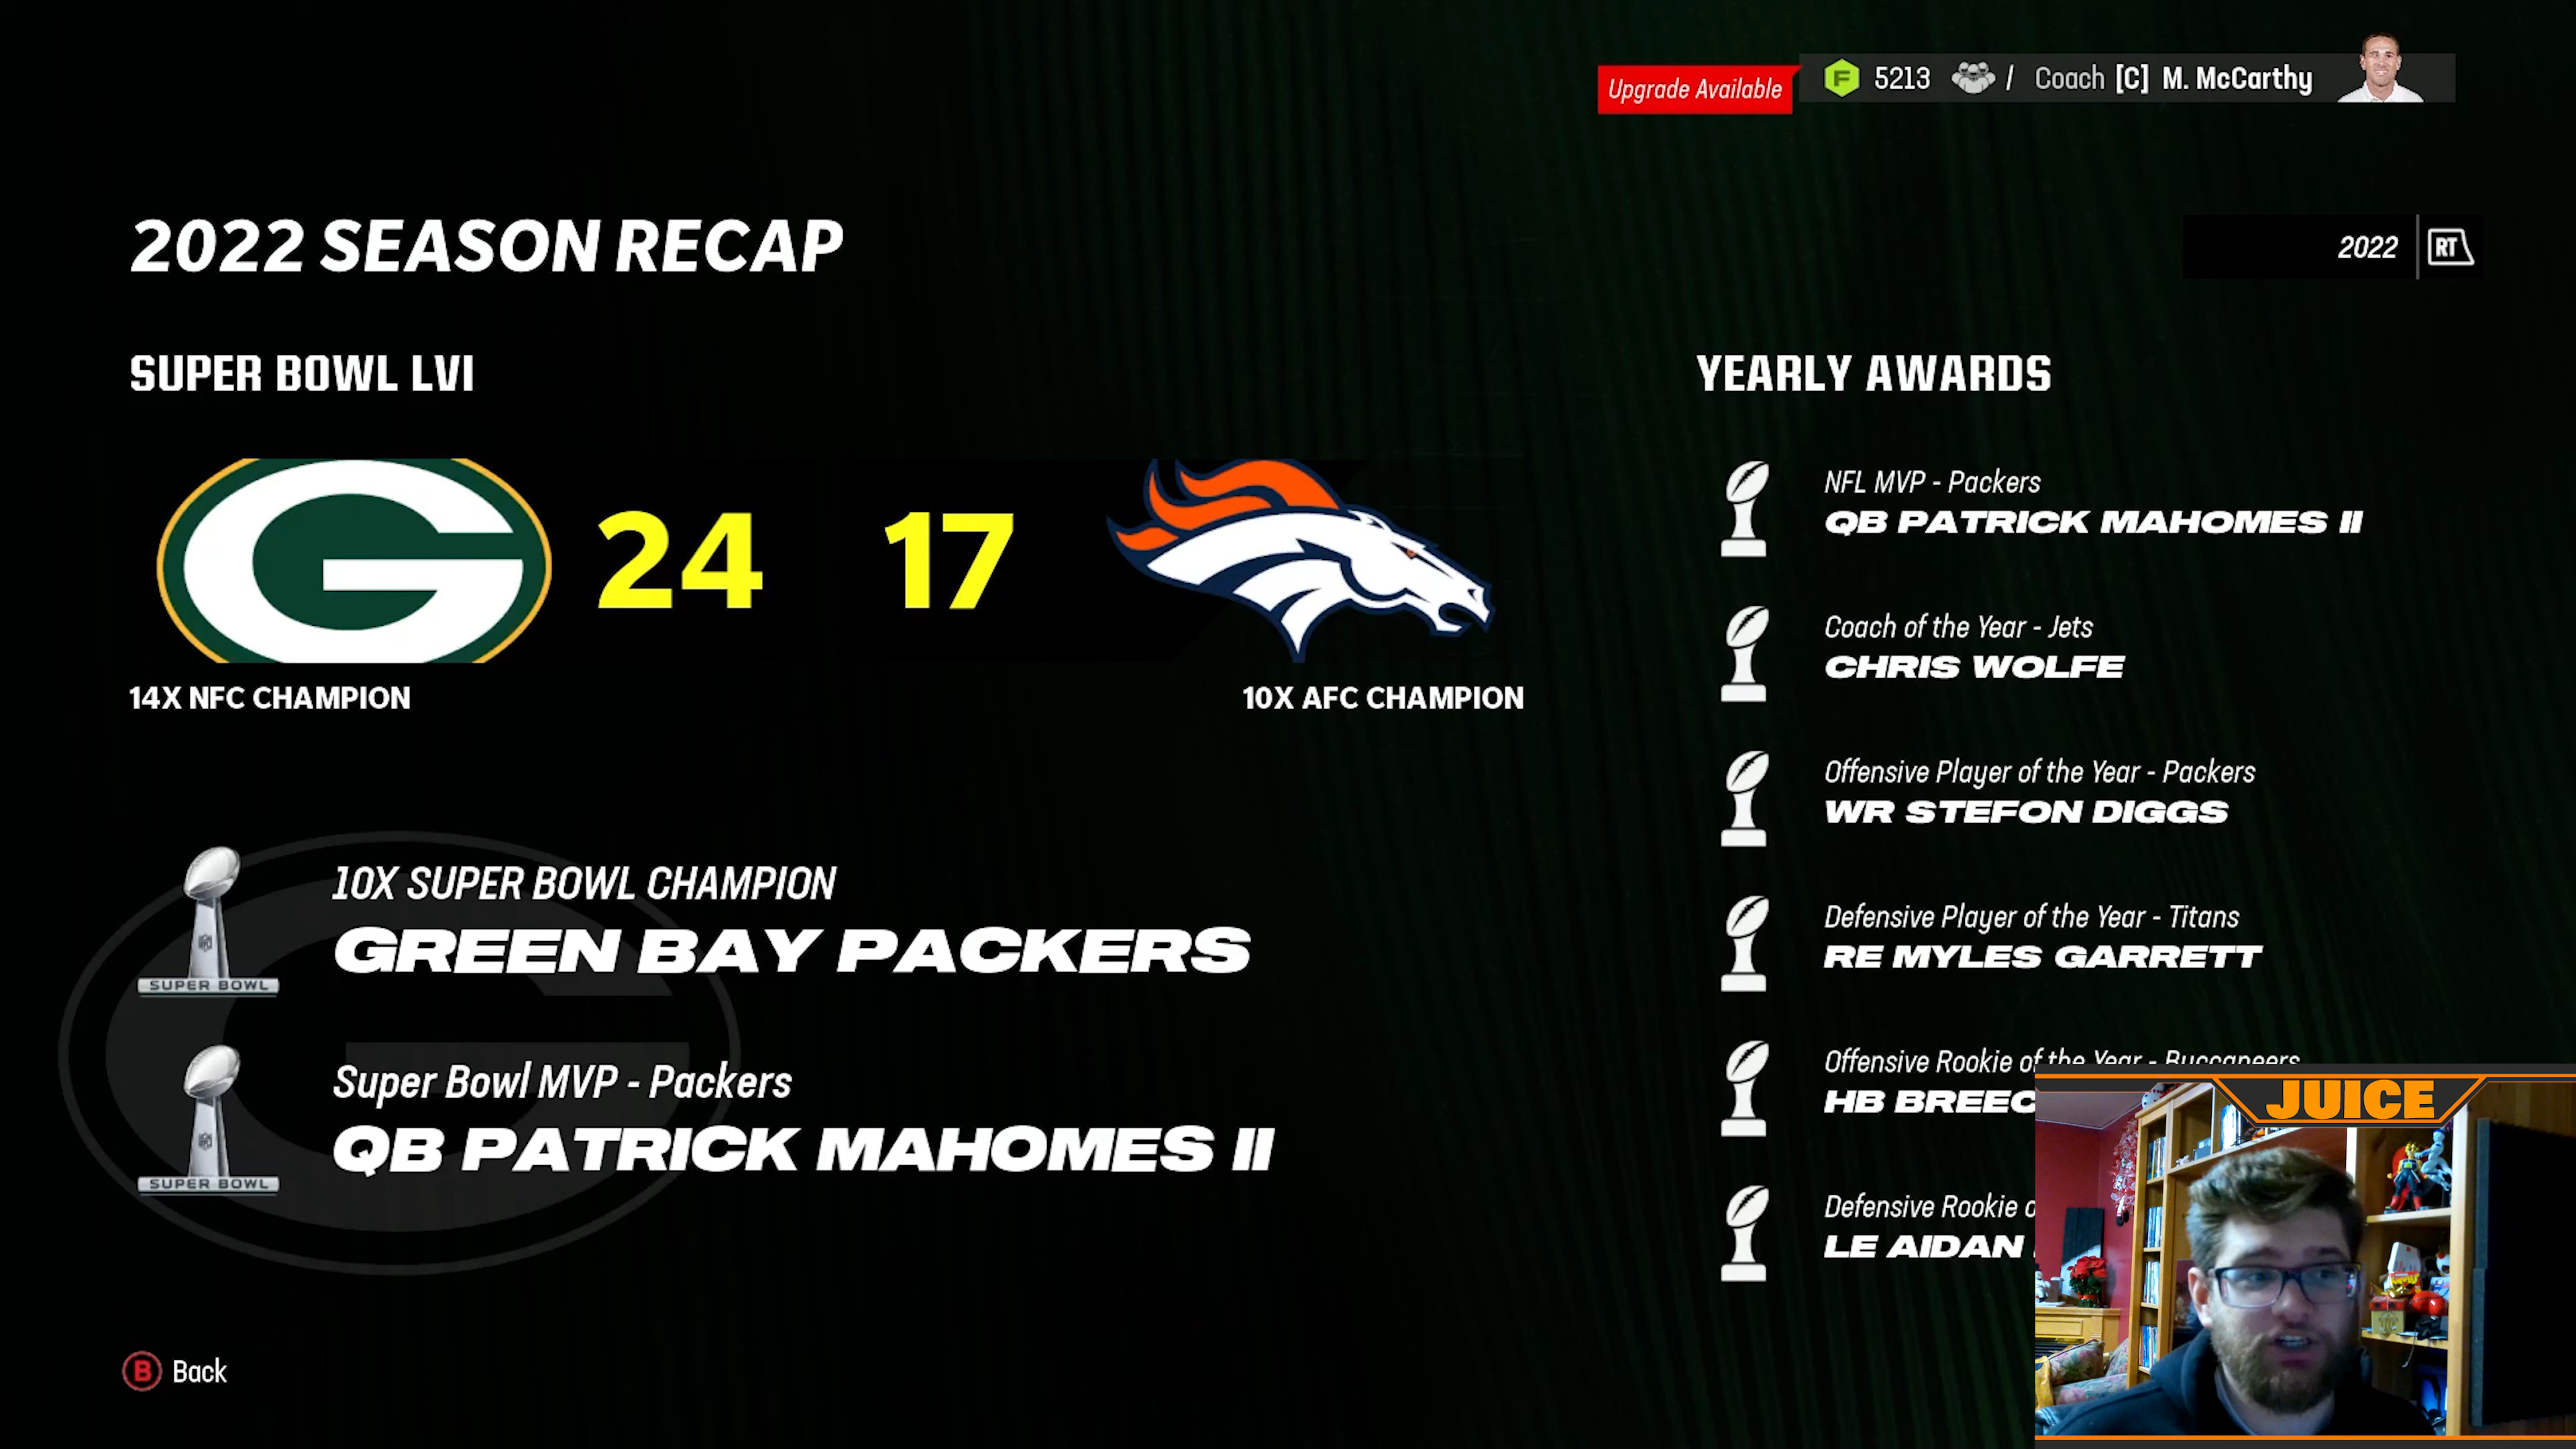 Upgrade Available
5213 / Coach [C] M. McCarthy
2022 SEASON RECAP
2022
RT
SUPER BOWL LVI
YEARLY AWARDS
24 17
14X NFC CHAMPION
10X AFC CHAMPION
NFL MVP - Packers
QB PATRICK MAHOMES II
Coach of the Year - Jets
CHRIS WOLFE
Offensive Player of the Year - Packers
WR STEFON DIGGS
Defensive Player of the Year - Titans
RE MYLES GARRETT
Offensive Rookie of the Year - Buccaneers
HB BREEC
Defensive Rookie o
LE AIDAN
10X SUPER BOWL CHAMPION
GREEN BAY PACKERS
SUPER BOWL
Super Bowl MVP - Packers
QB PATRICK MAHOMES II
SUPER BOWL
JUICE
B Back